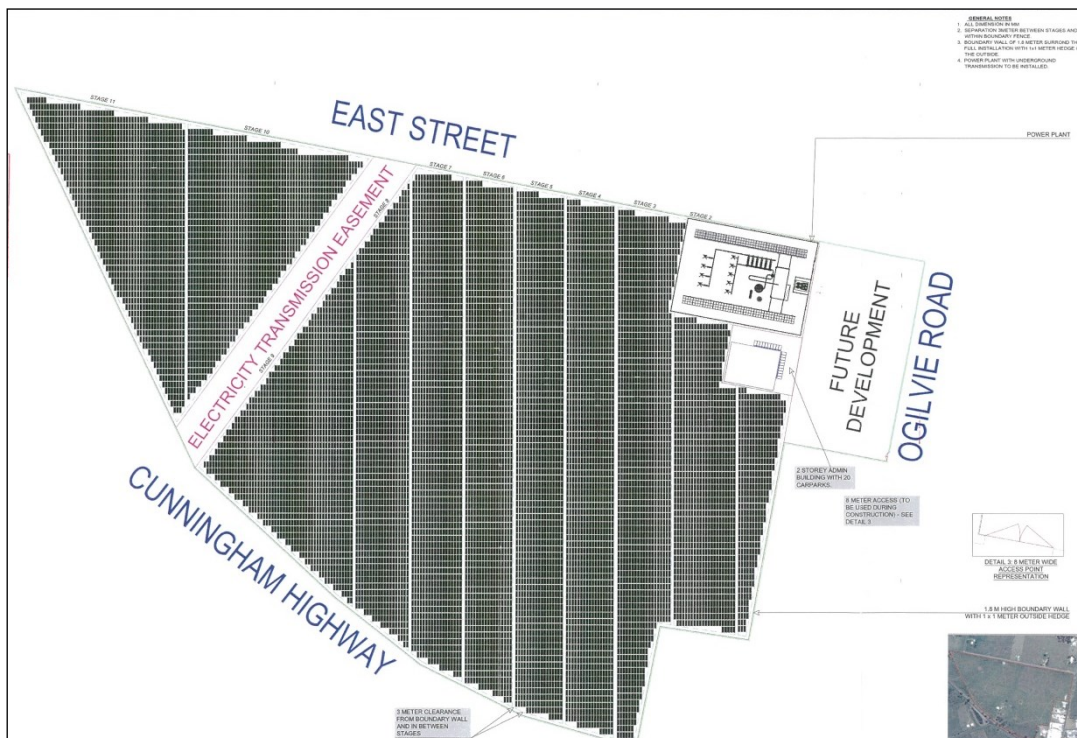 GENERAL NOTES
1. ALL DIMENSION IN MM
2. SEPARATION 3METER BETWEEN STAGES AND
WITHIN BOUNDARY FENCE.
3. BOUNDARY WALL OF 1.8 METER SURROND TH
FULL INSTALLATION WITH 1x1 METER HEDGE
THE OUTSIDE.
4. POWER PLANT WITH UNDERGROUND
TRANSMISSION TO BE INSTALLED.
POWER PLANT
STAGE 11
STAGE 10
EAST STREET
STAGE 7
STAGE 6
STAGE 5
STAGE 4
STAGE 3
STAGE 2
STAGE 8
ELECTRICITY TRANSMISSION EASEMENT
STAGE 9
FUTURE
DEVELOPMENT
OGILVIE ROAD
CUNNINGHAM HIGHWAY
2 STOREY ADMIN
BUILDING WITH 20
CARPARKS.
ACCESS (TO
BE USED DURING
CONSTRUCTION) - SEE
DETAIL 3
DETAIL 3: 8 METER WIDE
ACCESS POINT
REPRESENTATION
1.8 M HIGH BOUNDARY WALL
WITH 1 x 1 METER OUTSIDE HEDGE
3 METER CLEARANCE
FROM BOUNDARY WALL
AND IN BETWEEN
STAGES